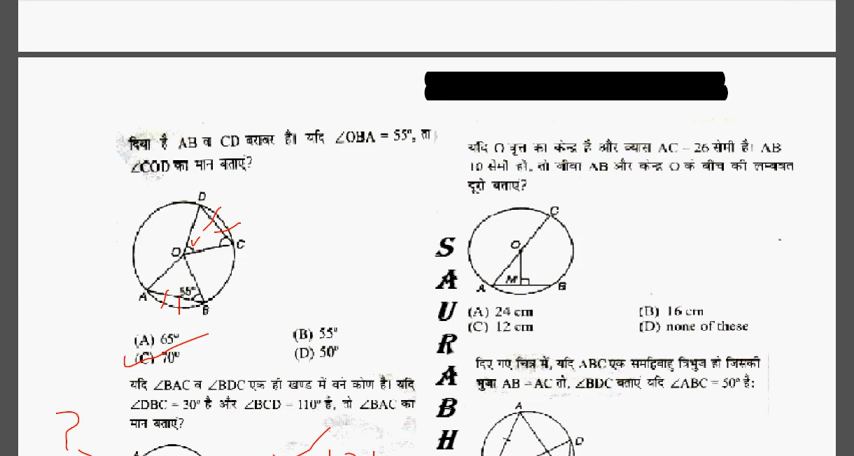 दिया है AB व CD बराबर है। यदि ∠OBA = 55°, ता
∠COD का मान बताएं?
D
O
C
A
55°
B
(A) 65°
(B) 55°
(C) 70°
(D) 50°
यदि ∠BAC व ∠BDC एक ही खण्ड में बने कोण है। यदि
∠DBC = 30° है और ∠BCD = 110° है, तो ∠BAC का
मान बताएं?
?
A
SAURABH
यदि O वृत्त का केन्द्र है और व्यास AC = 26 सेमी है। AB
10 सेमी हो, तो जीवा AB और केन्द्र O के बीच की लम्बवत
दूरी बताएं?
C
O
M
A
B
(A) 24 cm
(B) 16 cm
(C) 12 cm
(D) none of these
दिए गए चित्र में, यदि ABC एक समद्विबाहु त्रिभुज हो जिसकी
भुजा AB = AC तो, ∠BDC बताएं यदि ∠ABC = 50° है:
A
D